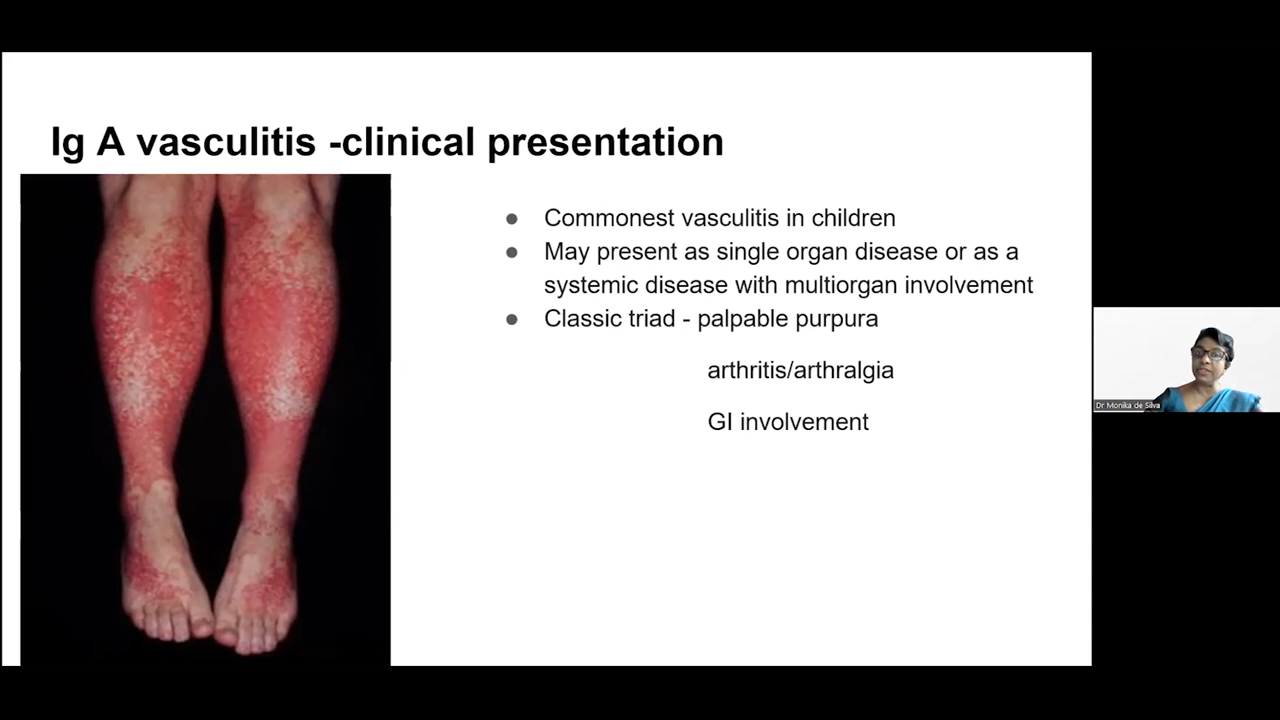 Ig A vasculitis -clinical presentation
● Commonest vasculitis in children
● May present as single organ disease or as a
systemic disease with multiorgan involvement
● Classic triad - palpable purpura
arthritis/arthralgia
GI involvement
Dr Monika de Silva